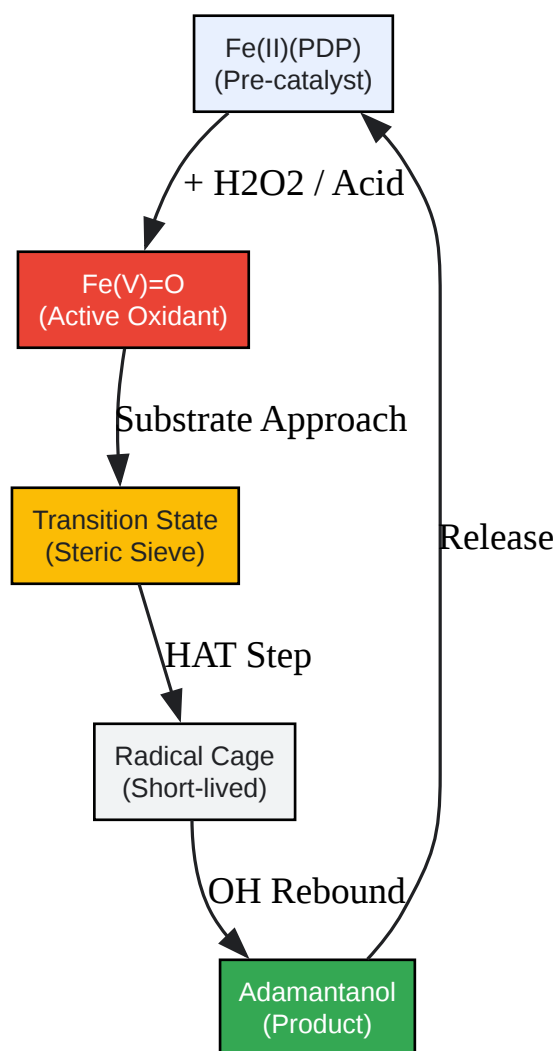 Fe(II)(PDP)
(Pre-catalyst)
+ H2O2 / Acid
Fe(V)=O
(Active Oxidant)
Substrate Approach
Transition State
(Steric Sieve)
Release
HAT Step
Radical Cage
(Short-lived)
OH Rebound
Adamantanol
(Product)